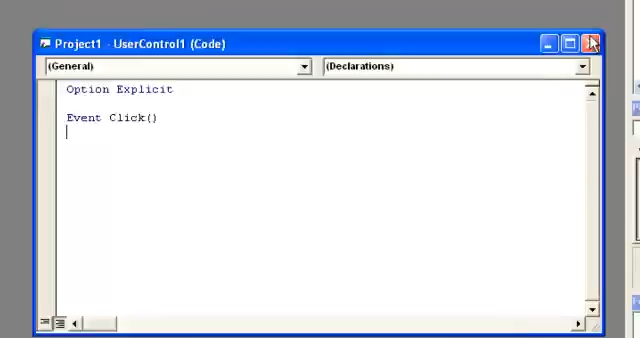 Project1 - UserControl1 (Code)
(General) (Declarations)
Option Explicit
Event Click()